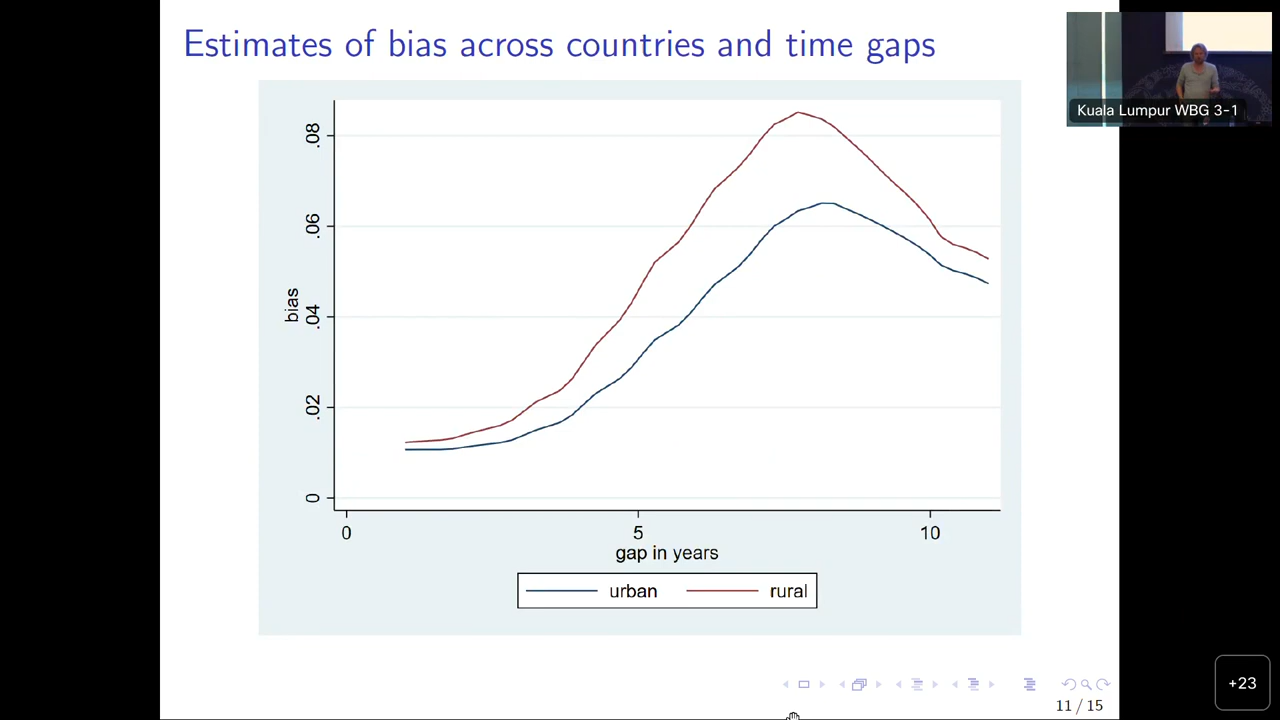 Estimates of bias across countries and time gaps
Kuala Lumpur WBG 3-1
bias
.08
.06
.04
.02
0
0 5 10
gap in years
urban rural
11 / 15
+23